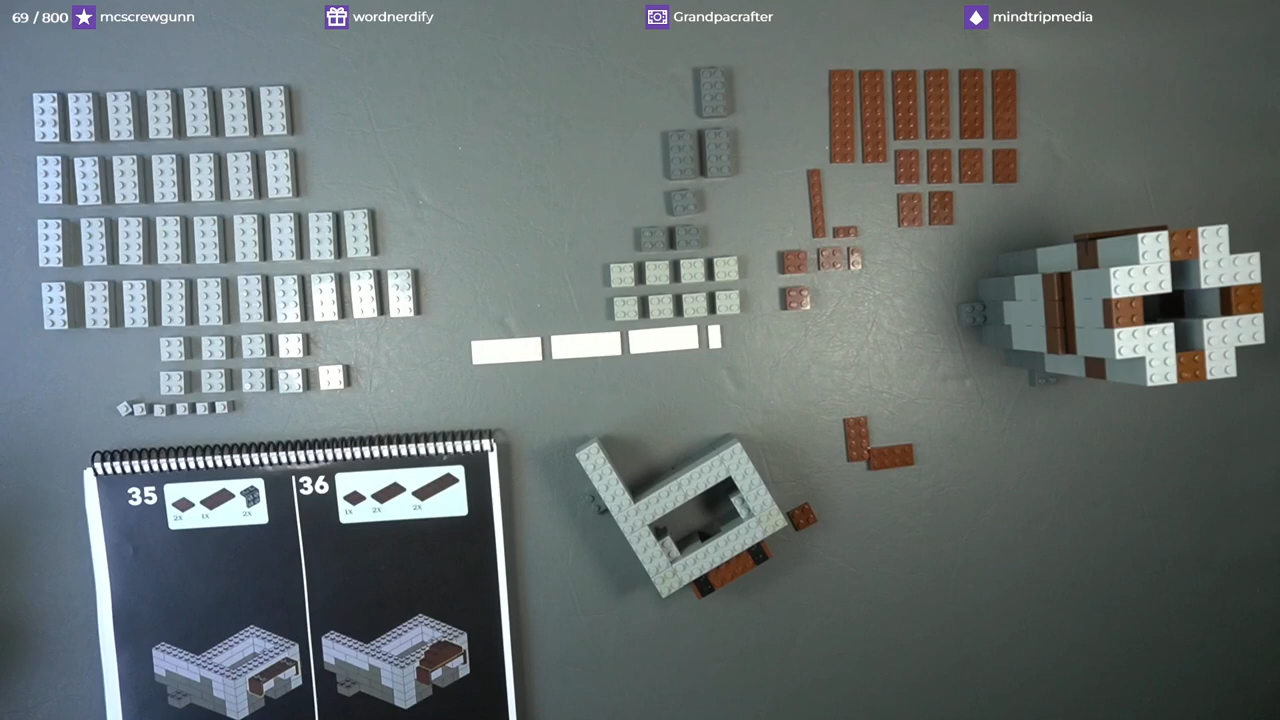 69 / 800 mcscrewgunn wordnerdify Grandpacrafter mindtripmedia
35 36
2X 1X 2X
1X 2X 2X